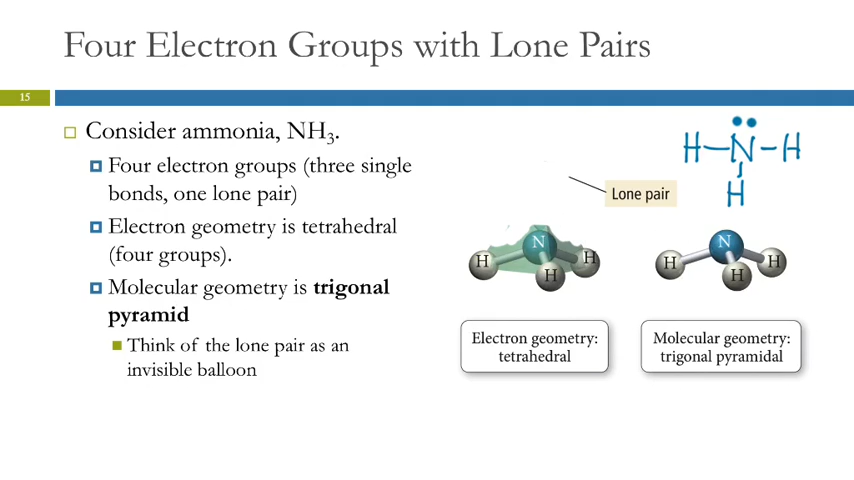 Four Electron Groups with Lone Pairs
15
Consider ammonia, NH₃.
Four electron groups (three single
bonds, one lone pair)
Electron geometry is tetrahedral
(four groups).
Molecular geometry is trigonal
pyramid
Think of the lone pair as an
invisible balloon
H–N–H
H
Lone pair
N
H
H
H
N
H
H
H
Electron geometry:
tetrahedral
Molecular geometry:
trigonal pyramidal